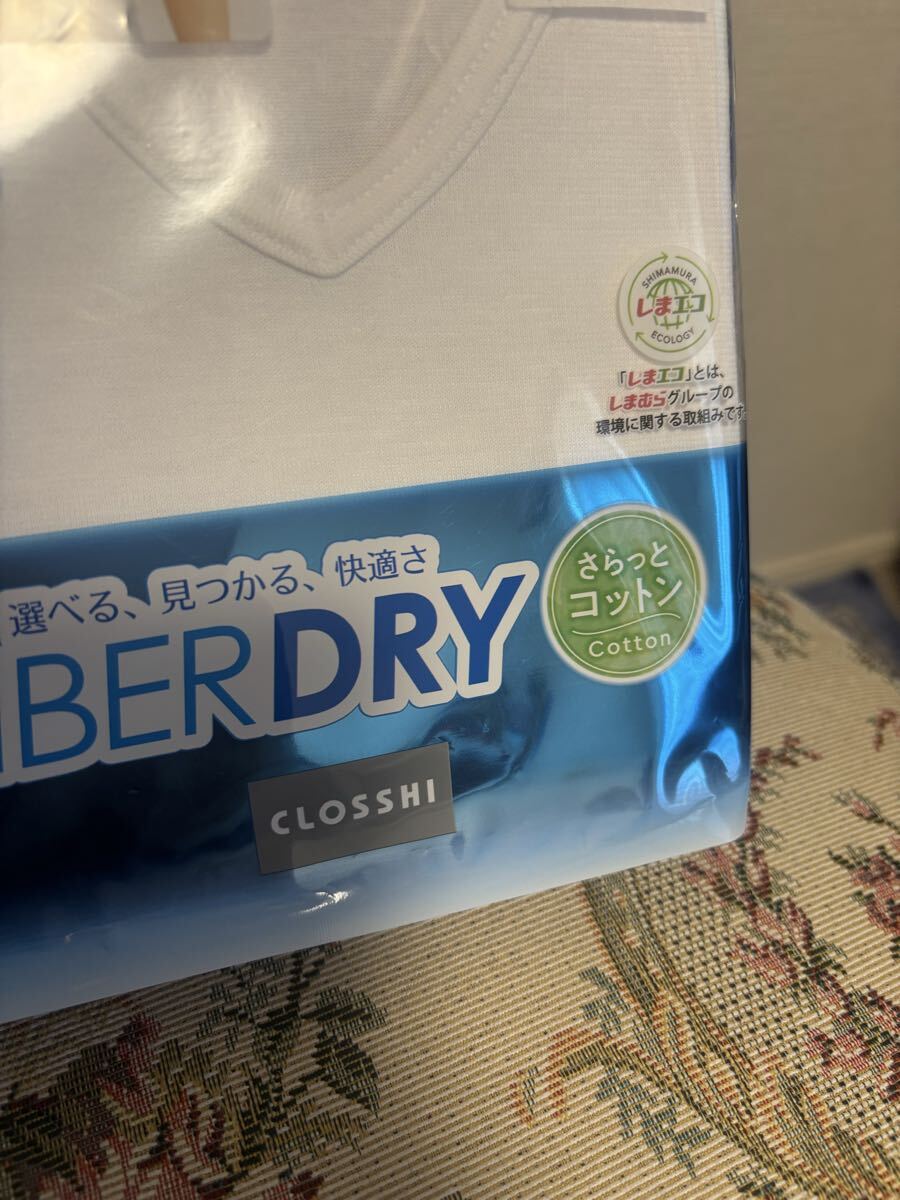 SHIMAMURA
しまエコ
ECOLOGY
「しまエコ」とは、
しまむらグループの
環境に関する取組みです
選べる、見つかる、快適さ
IBERDRY
さらっと
コットン
Cotton
CLOSSHI